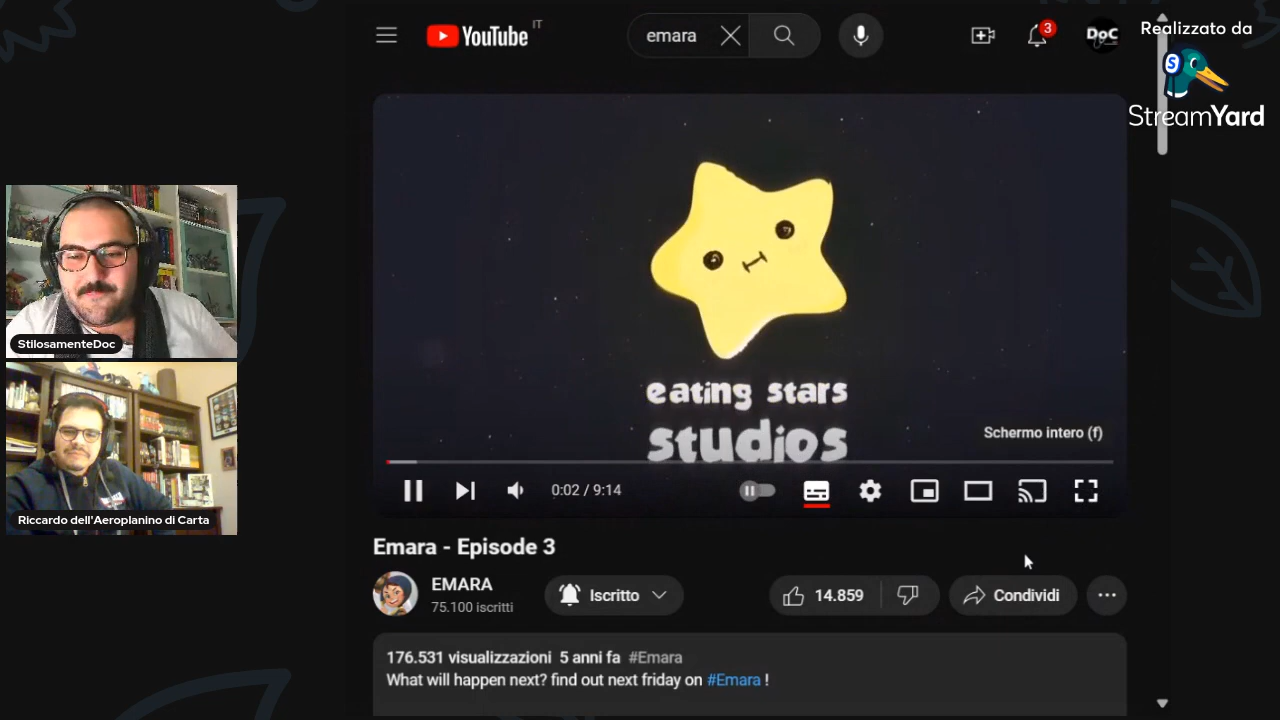 YouTube IT
emara
3
DoC
Realizzato da
S
StreamYard
eating stars
studios
Schermo intero (f)
0:02 / 9:14
StilosamenteDoc
Riccardo dell'Aeroplanino di Carta
Emara - Episode 3
EMARA
75.100 iscritti
Iscritto
14.859
Condividi
176.531 visualizzazioni 5 anni fa #Emara
What will happen next? find out next friday on #Emara !